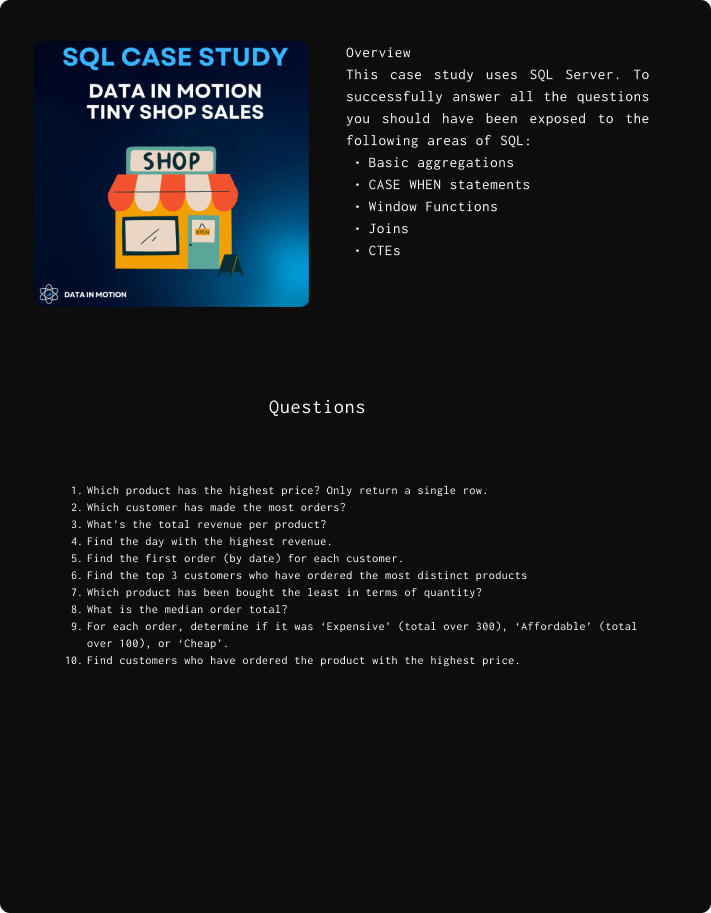 SQL CASE STUDY
DATA IN MOTION
TINY SHOP SALES
SHOP
OPEN
DATA IN MOTION
Overview
This case study uses SQL Server. To
successfully answer all the questions
you should have been exposed to the
following areas of SQL:
• Basic aggregations
• CASE WHEN statements
• Window Functions
• Joins
• CTEs
Questions
1. Which product has the highest price? Only return a single row.
2. Which customer has made the most orders?
3. What's the total revenue per product?
4. Find the day with the highest revenue.
5. Find the first order (by date) for each customer.
6. Find the top 3 customers who have ordered the most distinct products
7. Which product has been bought the least in terms of quantity?
8. What is the median order total?
9. For each order, determine if it was ‘Expensive’ (total over 300), ‘Affordable’ (total
over 100), or ‘Cheap’.
10. Find customers who have ordered the product with the highest price.